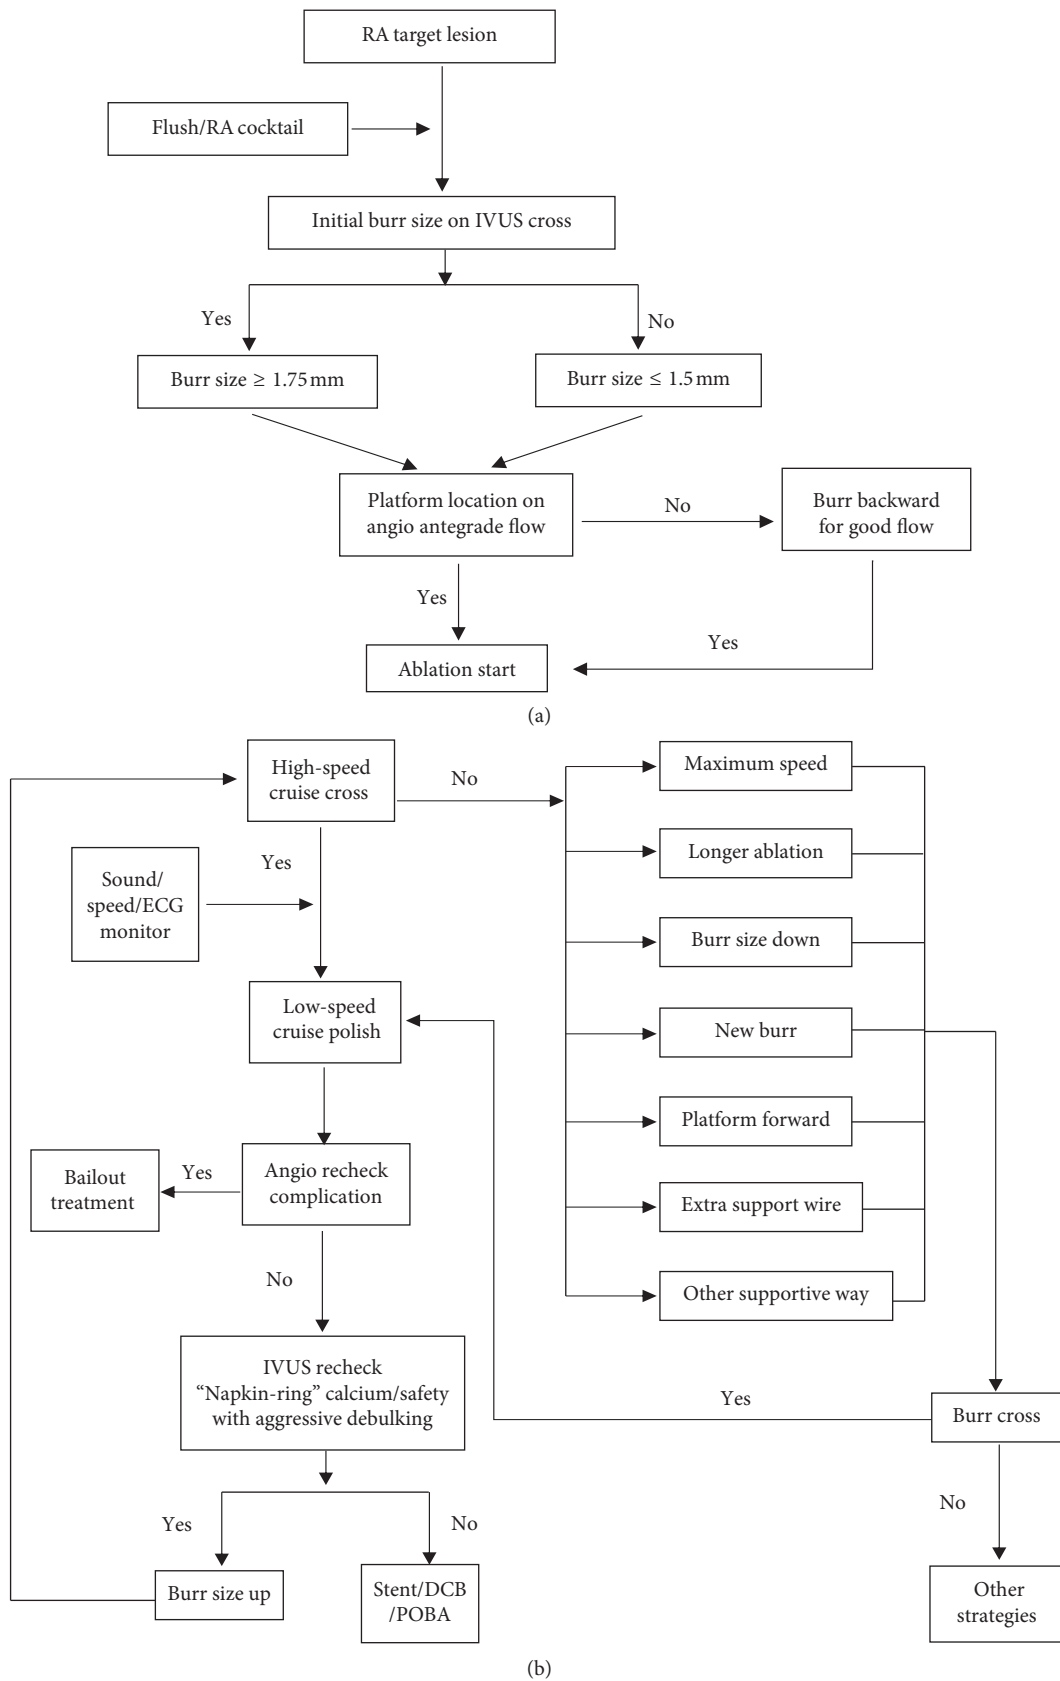 RA target lesion
Flush/RA cocktail
Initial burr size on IVUS cross
Yes
No
Burr size ≥ 1.75 mm
Burr size ≤ 1.5 mm
Platform location on
angio antegrade flow
No
Burr backward
for good flow
Yes
Yes
Ablation start
(a)
High-speed
cruise cross
No
Maximum speed
Yes
Longer ablation
Sound/
speed/ECG
monitor
Burr size down
Low-speed
cruise polish
New burr
Platform forward
Angio recheck
complication
Yes
Bailout
treatment
Extra support wire
No
Other supportive way
IVUS recheck
“Napkin-ring” calcium/safety
with aggressive debulking
Yes
Burr cross
No
Yes
No
Burr size up
Stent/DCB
/POBA
Other
strategies
(b)